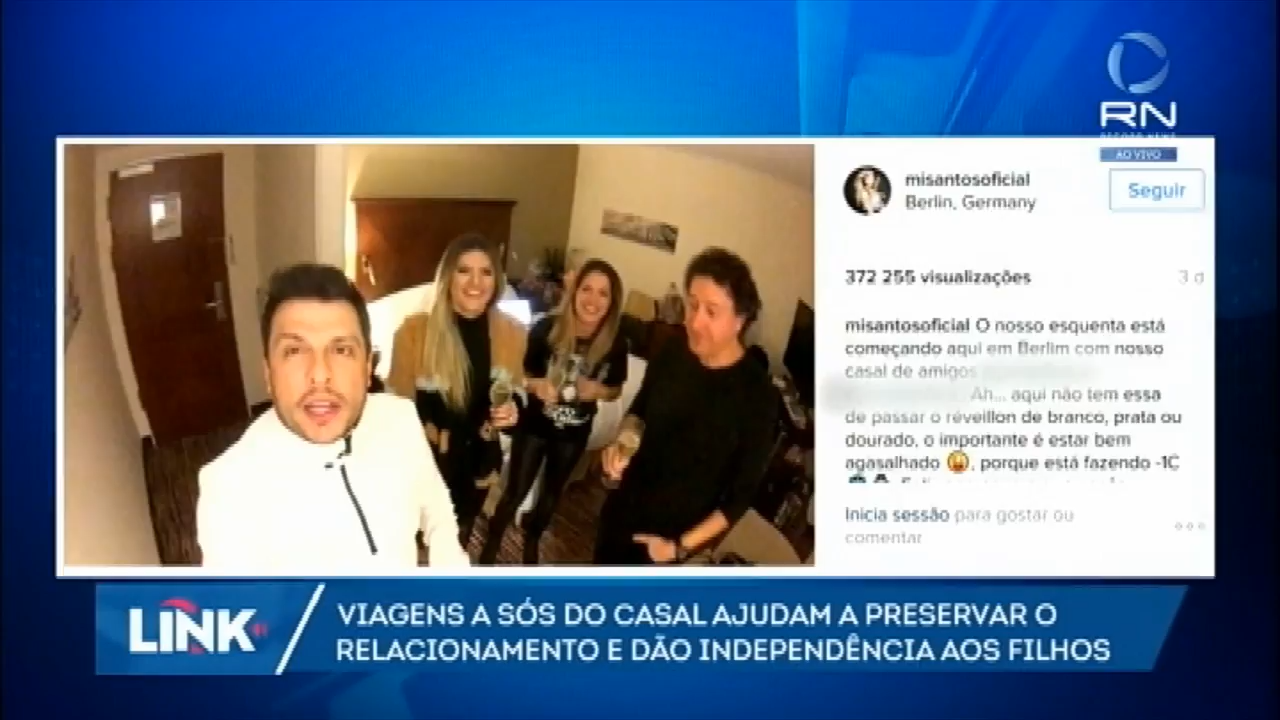 RN
RECORD NEWS
AO VIVO
misantosoficial
Berlin, Germany
Seguir
372 255 visualizações
3 d
misantosoficial O nosso esquenta está
começando aqui em Berlim com nosso
casal de amigos
Ah... aqui não tem essa
de passar o réveillon de branco, prata ou
dourado, o importante é estar bem
agasalhado 😀, porque está fazendo -1C
Inicia sessão para gostar ou
comentar
LINK
VIAGENS A SÓS DO CASAL AJUDAM A PRESERVAR O
RELACIONAMENTO E DÃO INDEPENDÊNCIA AOS FILHOS